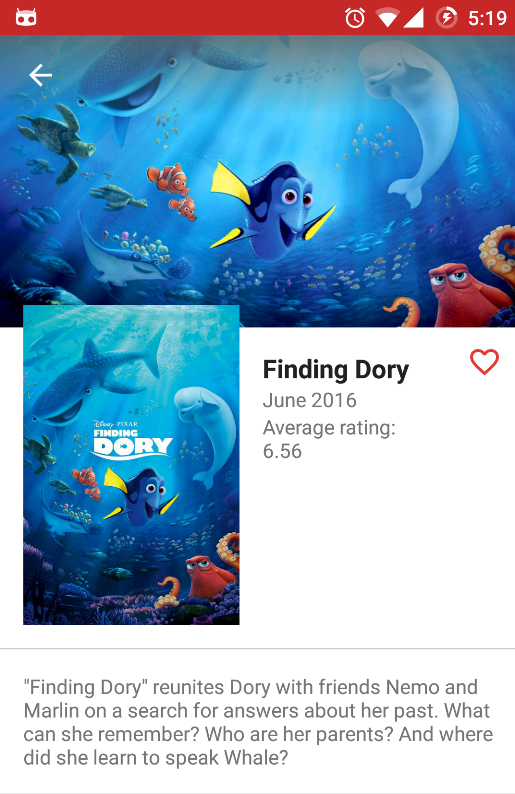 5:19
Disney · PIXAR
FINDING
DORY
Finding Dory
June 2016
Average rating:
6.56
"Finding Dory" reunites Dory with friends Nemo and
Marlin on a search for answers about her past. What
can she remember? Who are her parents? And where
did she learn to speak Whale?